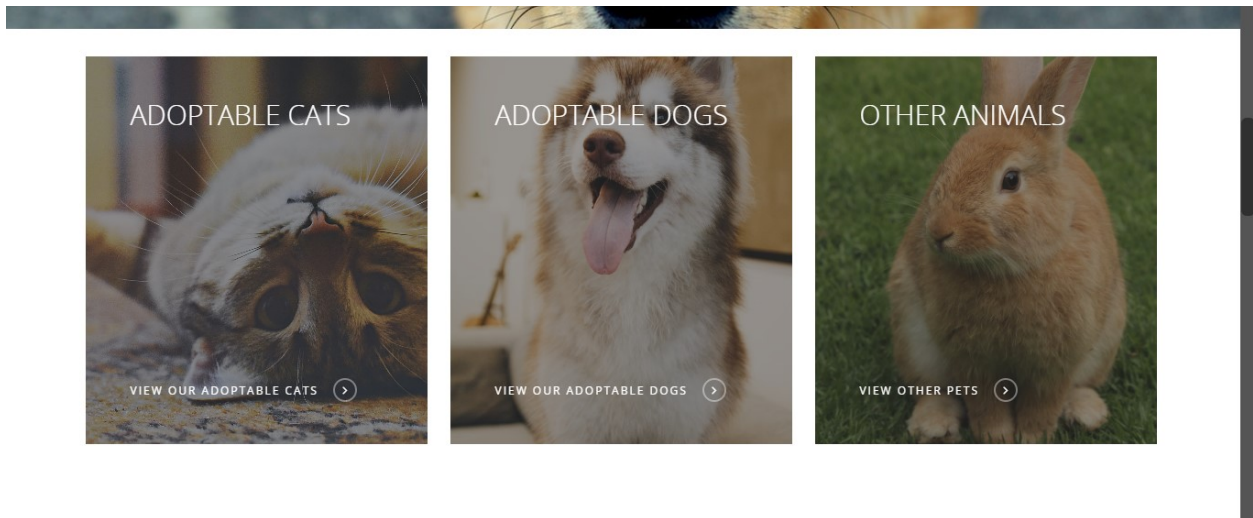 ADOPTABLE CATS
ADOPTABLE DOGS
OTHER ANIMALS
VIEW OUR ADOPTABLE CATS
VIEW OUR ADOPTABLE DOGS
VIEW OTHER PETS